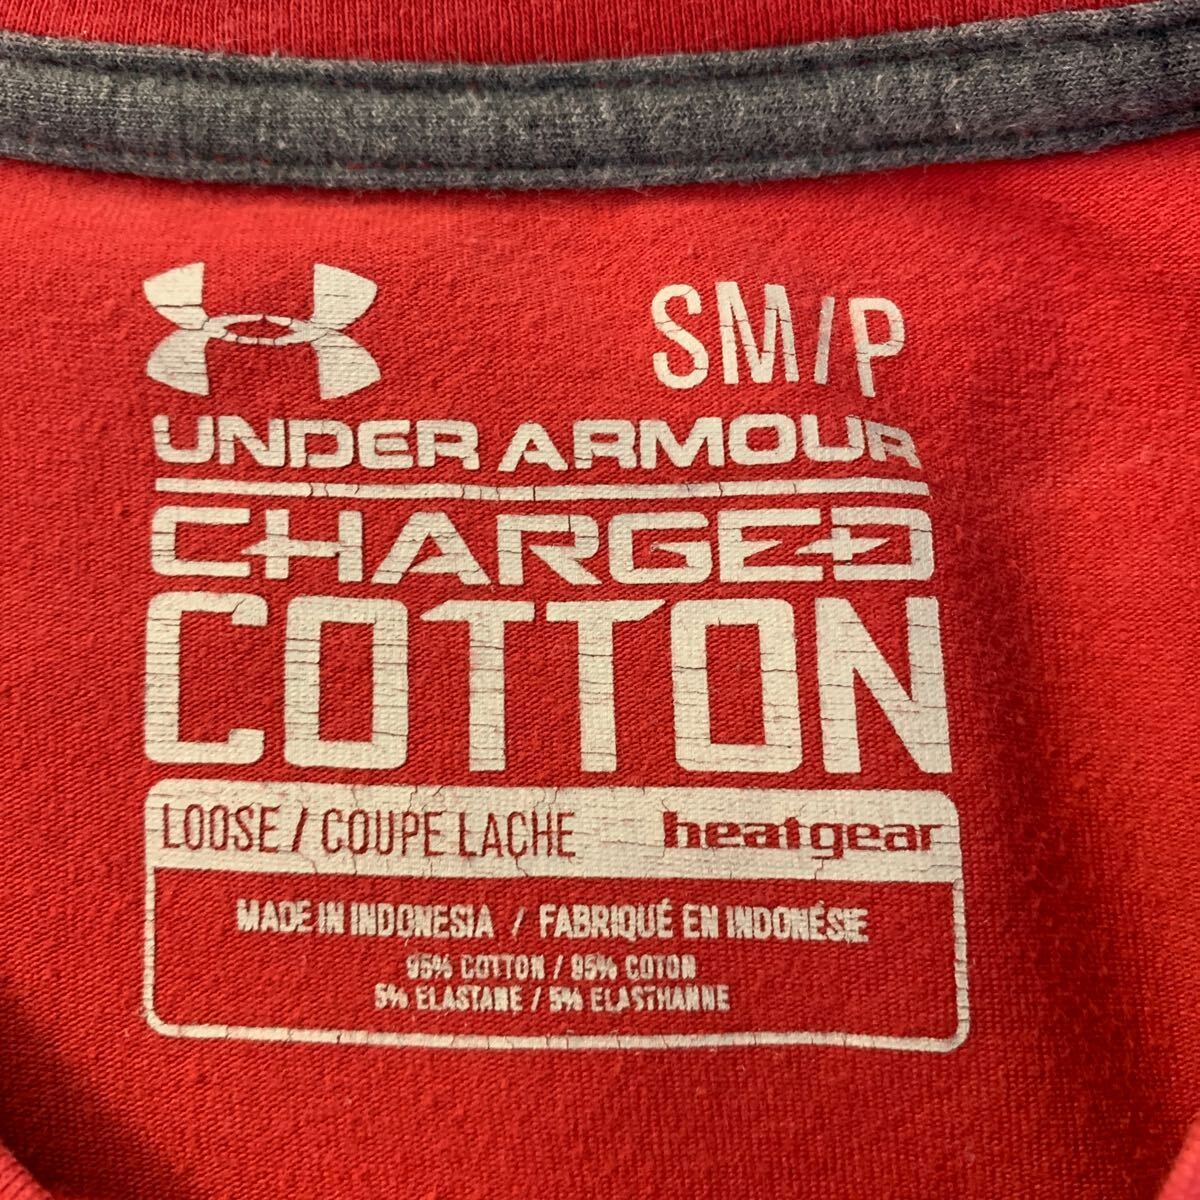 SM/P
UNDER ARMOUR
CHARGED
COTTON
LOOSE / COUPE LACHE heatgear
MADE IN INDONESIA / FABRIQUÉ EN INDONÉSIE
95% COTTON / 95% COTON
5% ELASTANE / 5% ELASTHANNE